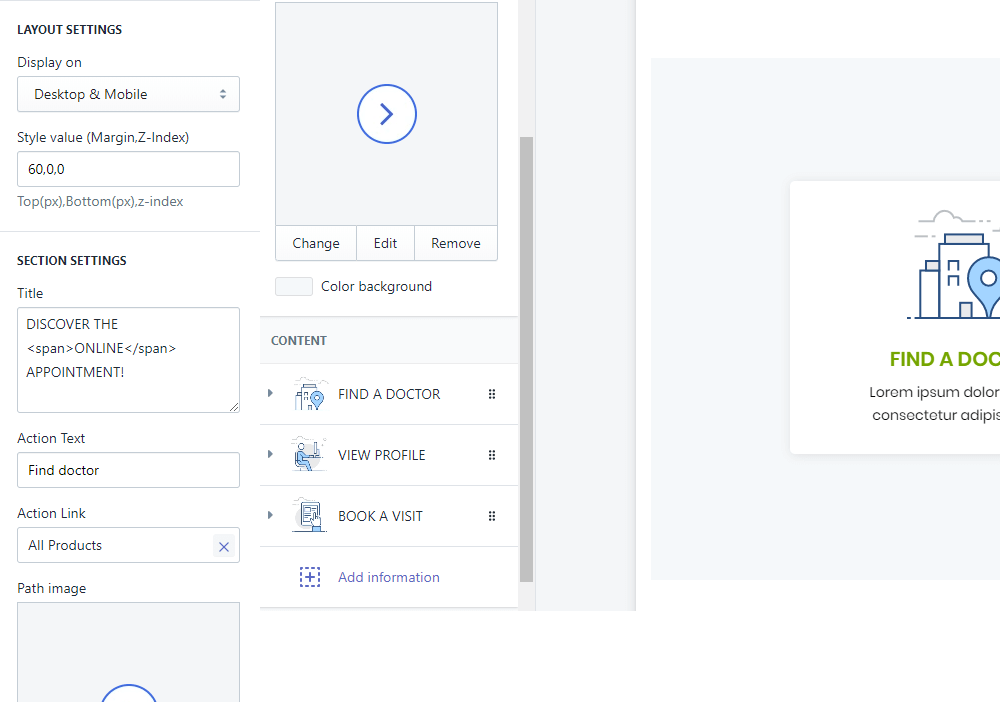 LAYOUT SETTINGS
Display on
Desktop & Mobile
Style value (Margin,Z-Index)
60,0,0
Top(px),Bottom(px),z-index
SECTION SETTINGS
Title
DISCOVER THE
<span>ONLINE</span>
APPOINTMENT!
Action Text
Find doctor
Action Link
All Products
Path image
Change
Edit
Remove
Color background
CONTENT
FIND A DOCTOR
VIEW PROFILE
BOOK A VISIT
Add information
FIND A DOC
Lorem ipsum dolor
consectetur adipis